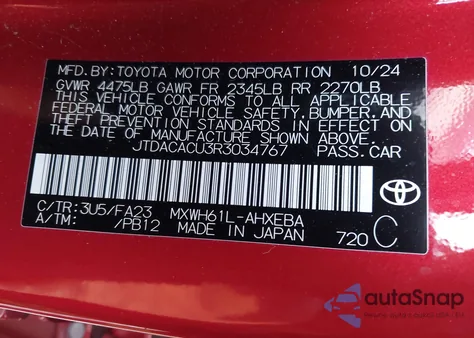 MFD. BY: TOYOTA MOTOR CORPORATION 10/24
GVWR 4475LB GAWR FR 2345LB RR 2270LB
THIS VEHICLE CONFORMS TO ALL APPLICABLE
FEDERAL MOTOR VEHICLE SAFETY, BUMPER, AND
THEFT PREVENTION STANDARDS IN EFFECT ON
THE DATE OF MANUFACTURE SHOWN ABOVE.
JTDACACU3R3034767 PASS. CAR
C/TR: 3U5/FA23 MXWH61L-AHXEBA
A/TM: /PB12 MADE IN JAPAN 720 C
autoSnap